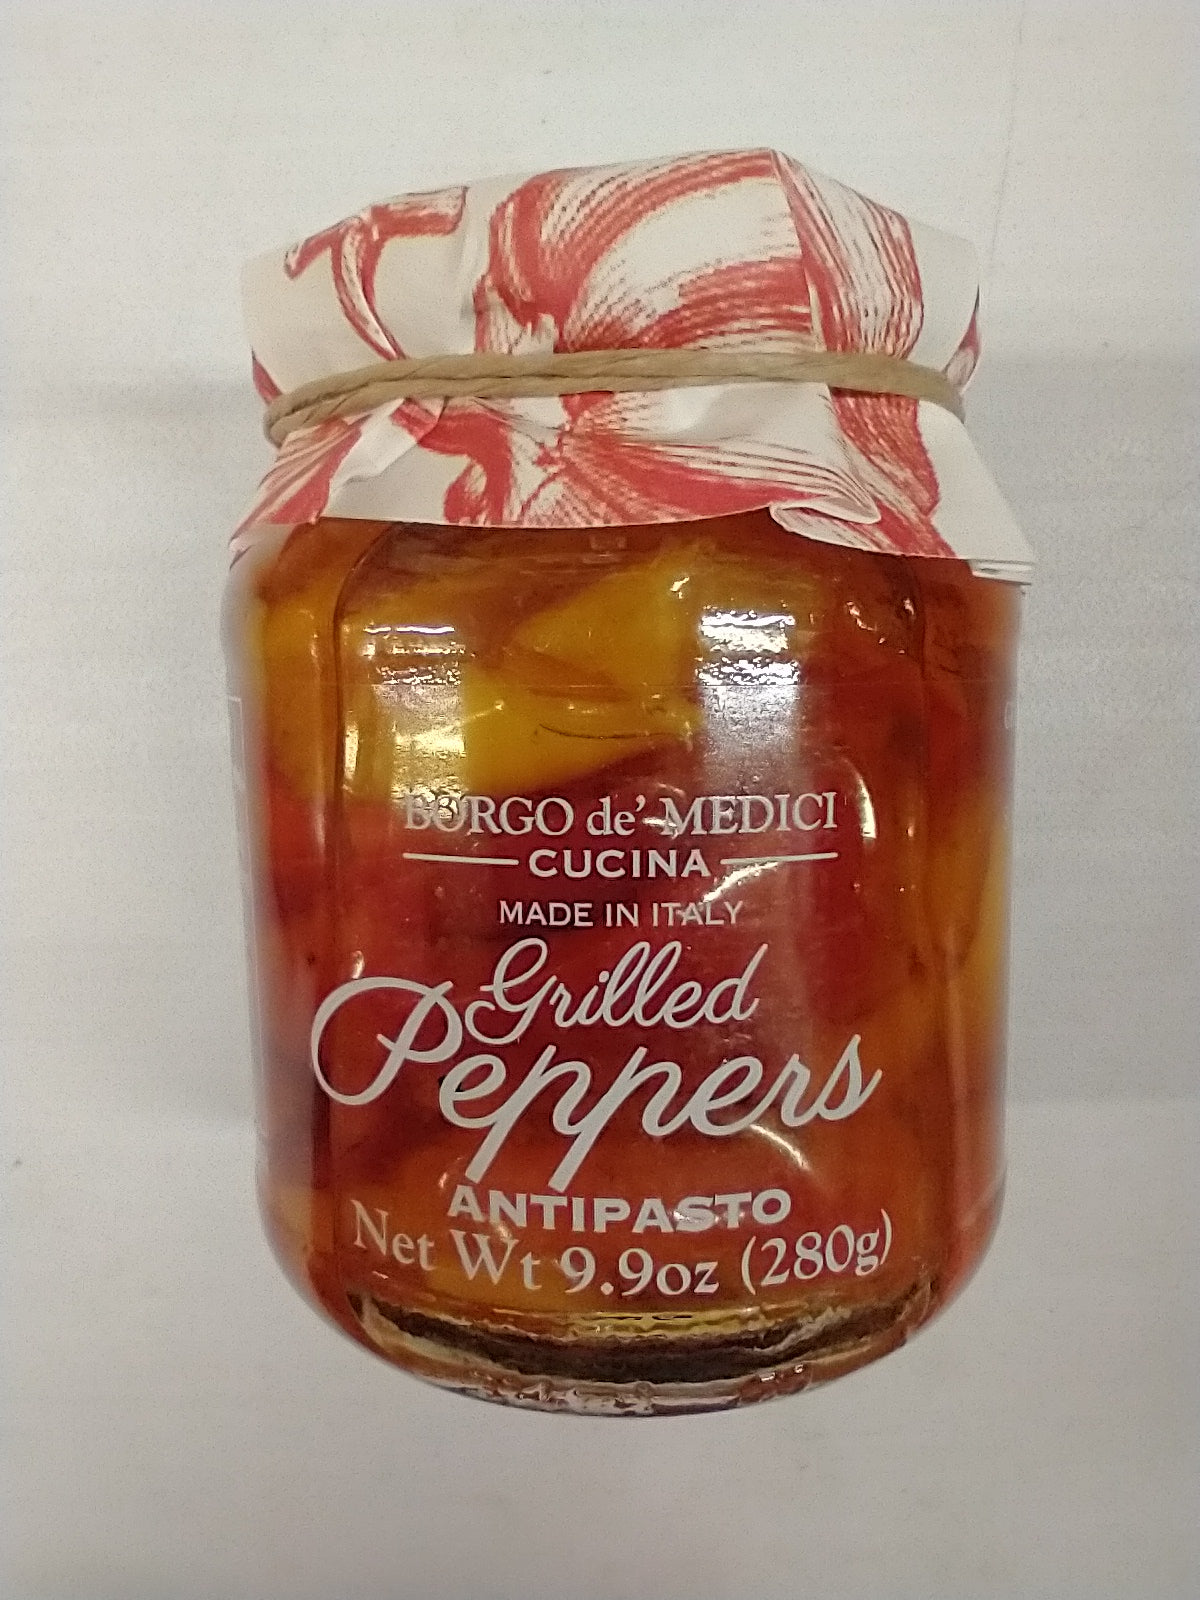 BORGO de' MEDICI
CUCINA
MADE IN ITALY
Grilled
Peppers
ANTIPASTO
Net Wt 9.9oz (280g)